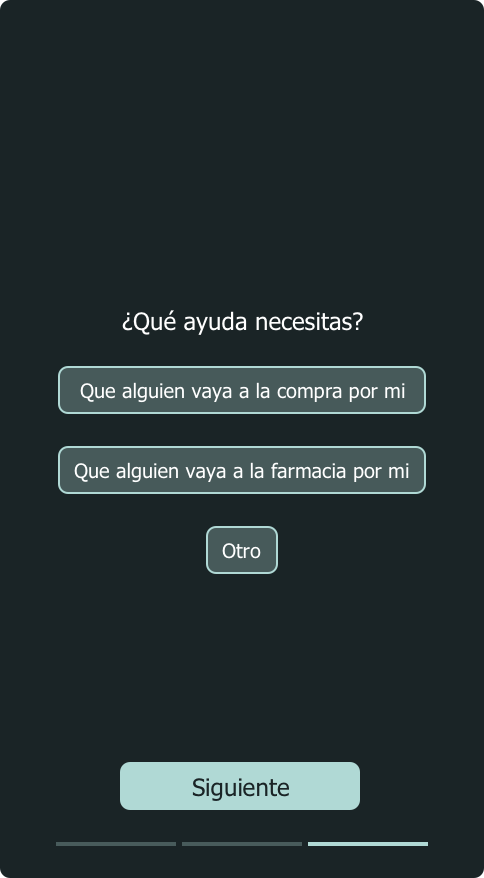 ¿Qué ayuda necesitas?
Que alguien vaya a la compra por mi
Que alguien vaya a la farmacia por mi
Otro
Siguiente